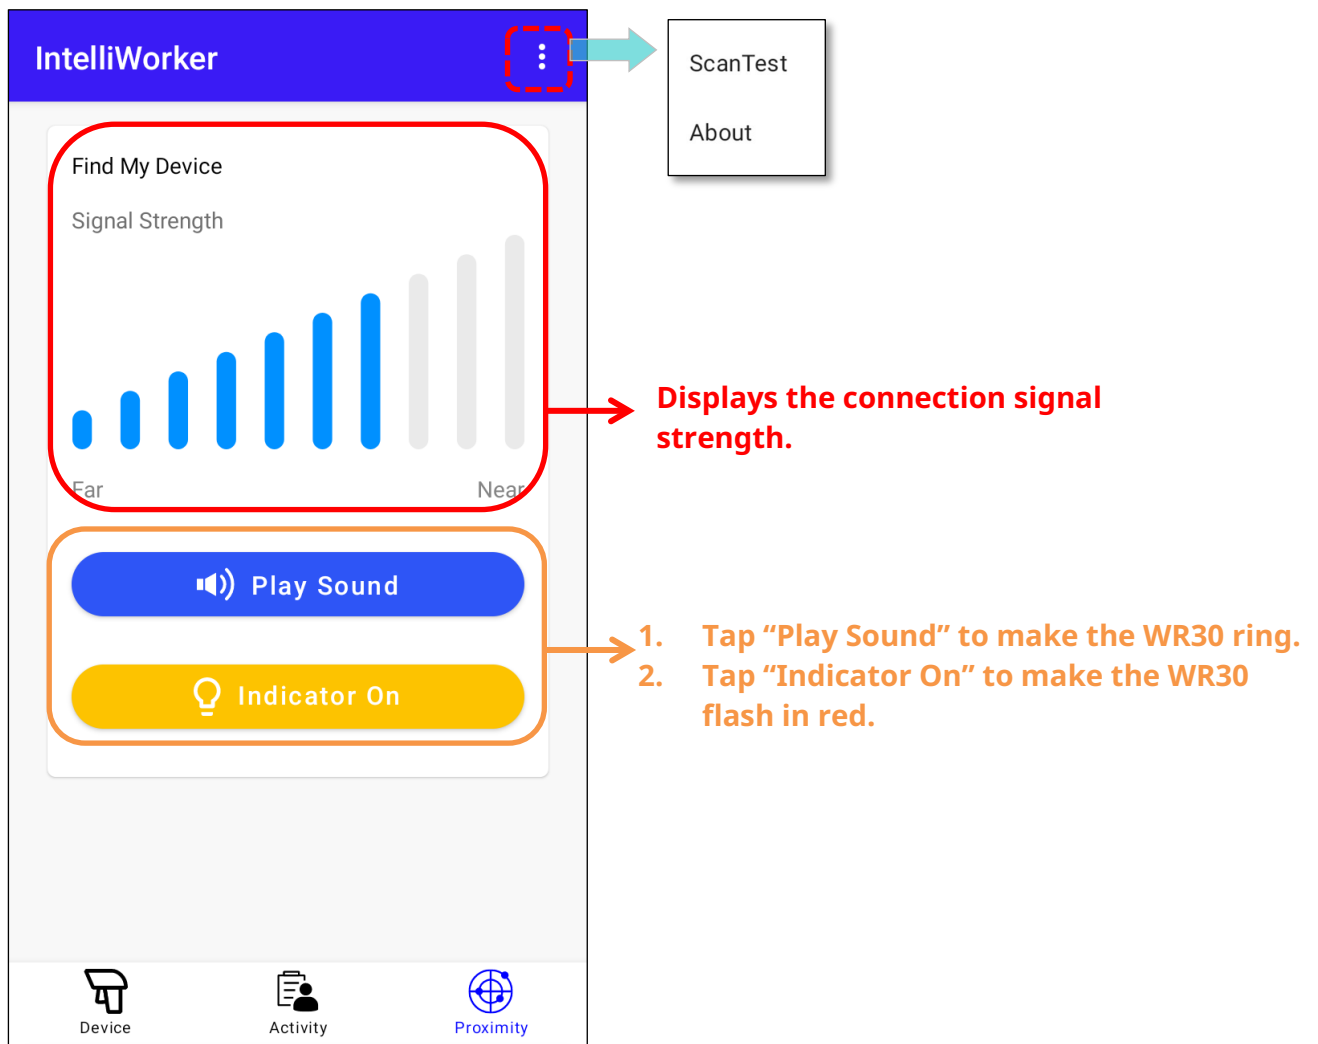 IntelliWorker
ScanTest
About
Find My Device
Signal Strength
Far
Near
Displays the connection signal
strength.
Play Sound
Indicator On
1. Tap “Play Sound” to make the WR30 ring.
2. Tap “Indicator On” to make the WR30
flash in red.
Device
Activity
Proximity